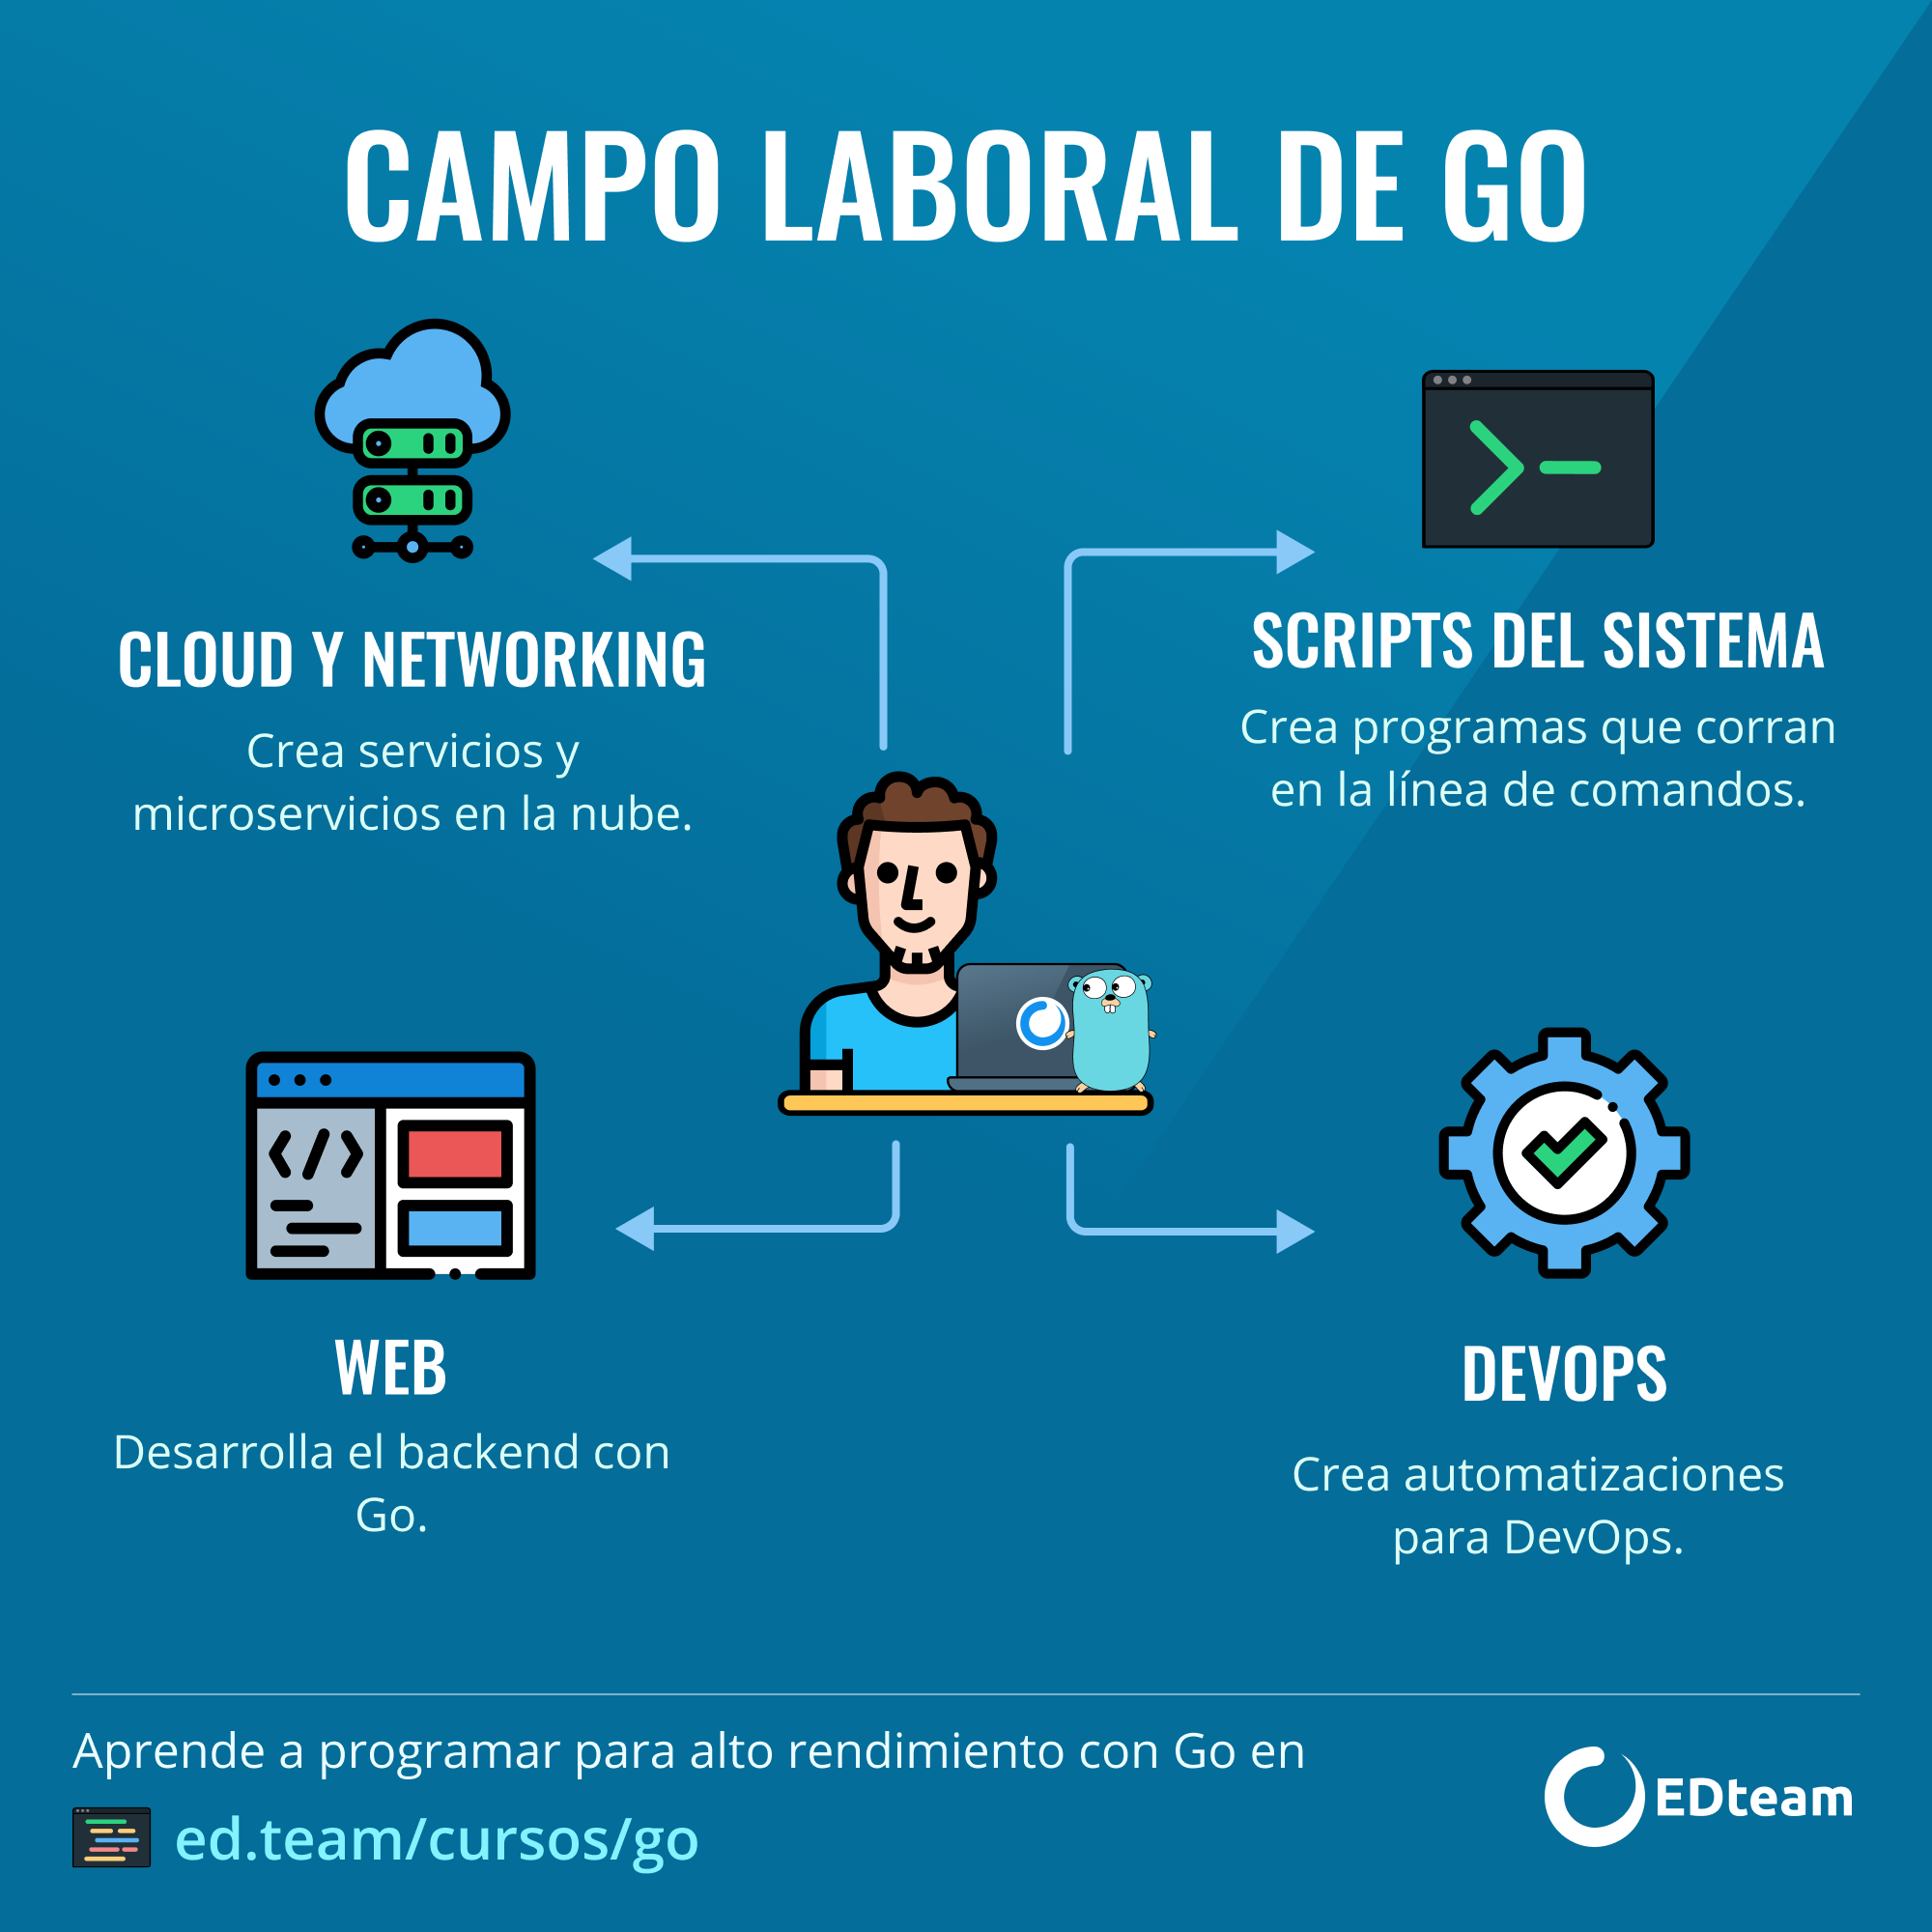 CAMPO LABORAL DE GO
CLOUD Y NETWORKING
Crea servicios y
microservicios en la nube.
SCRIPTS DEL SISTEMA
Crea programas que corran
en la línea de comandos.
WEB
Desarrolla el backend con
Go.
DEVOPS
Crea automatizaciones
para DevOps.
Aprende a programar para alto rendimiento con Go en
ed.team/cursos/go
EDteam